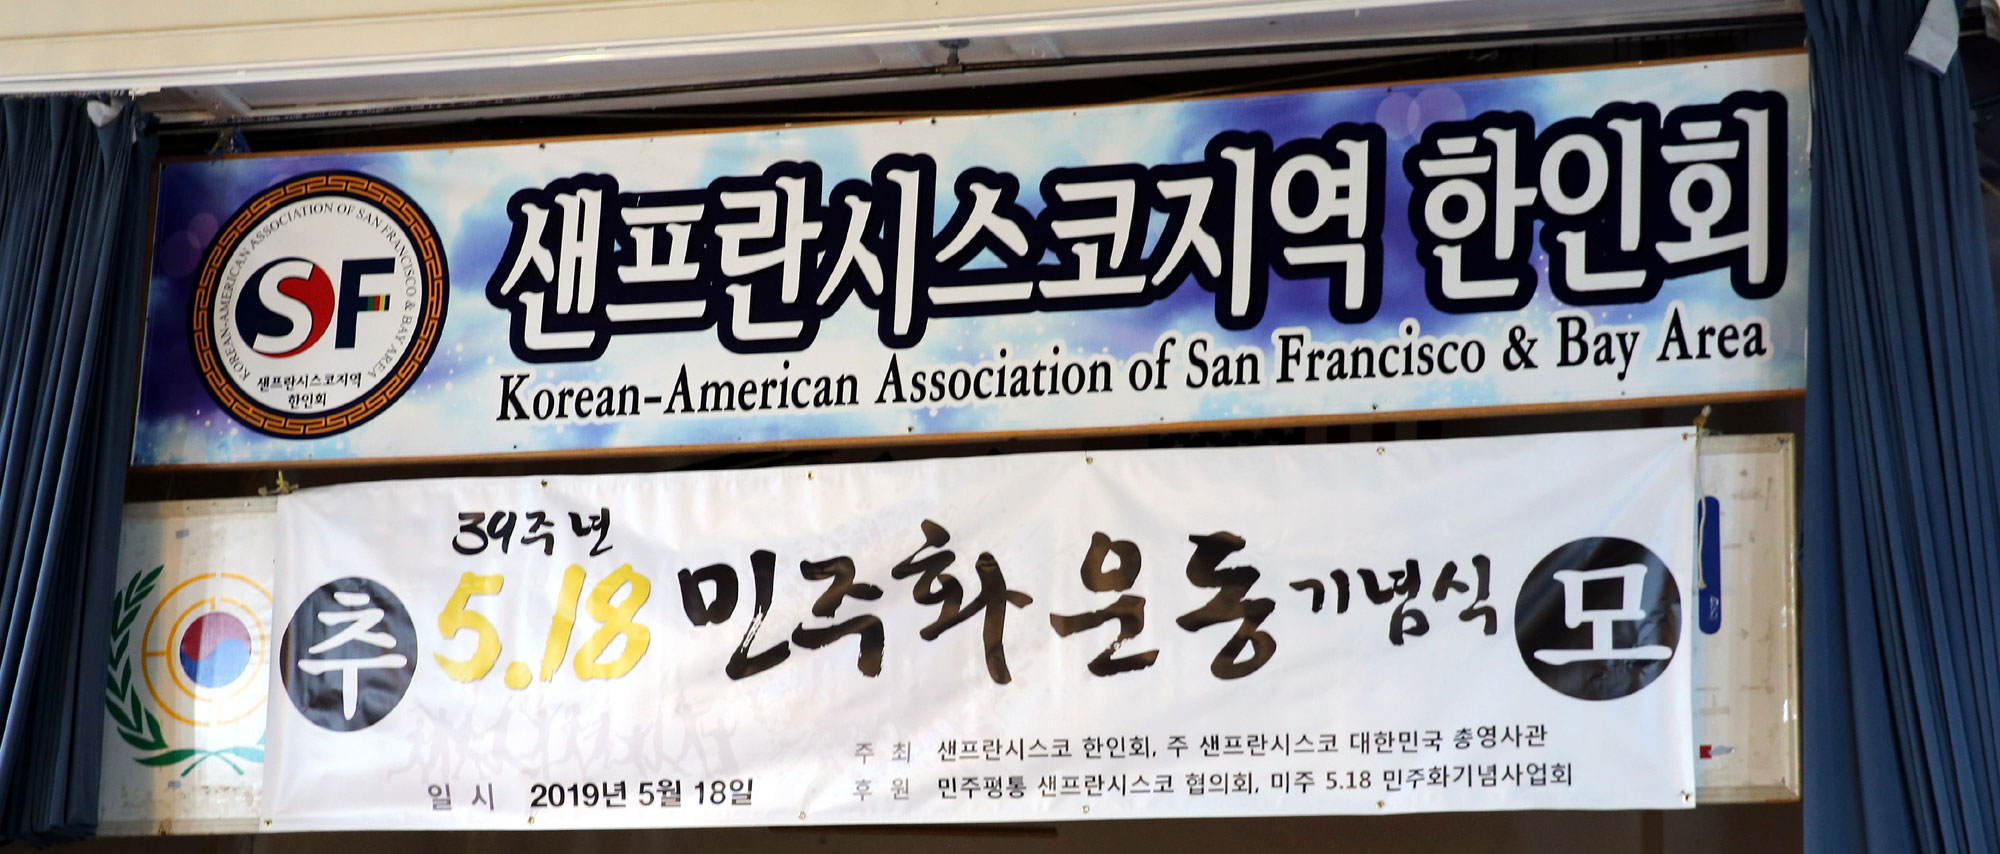 샌프란시스코지역 한인회
Korean-American Association of San Francisco & Bay Area
KOREAN-AMERICAN ASSOCIATION OF SAN FRANCISCO & BAY AREA
SF
샌프란시스코지역
한인회
39주년
추 5.18 민주화 운동 기념식 모
주 최 샌프란시스코 한인회, 주 샌프란시스코 대한민국 총영사관
후 원 민주평통 샌프란시스코 협의회, 미주 5.18 민주화기념사업회
일 시 2019년 5월 18일